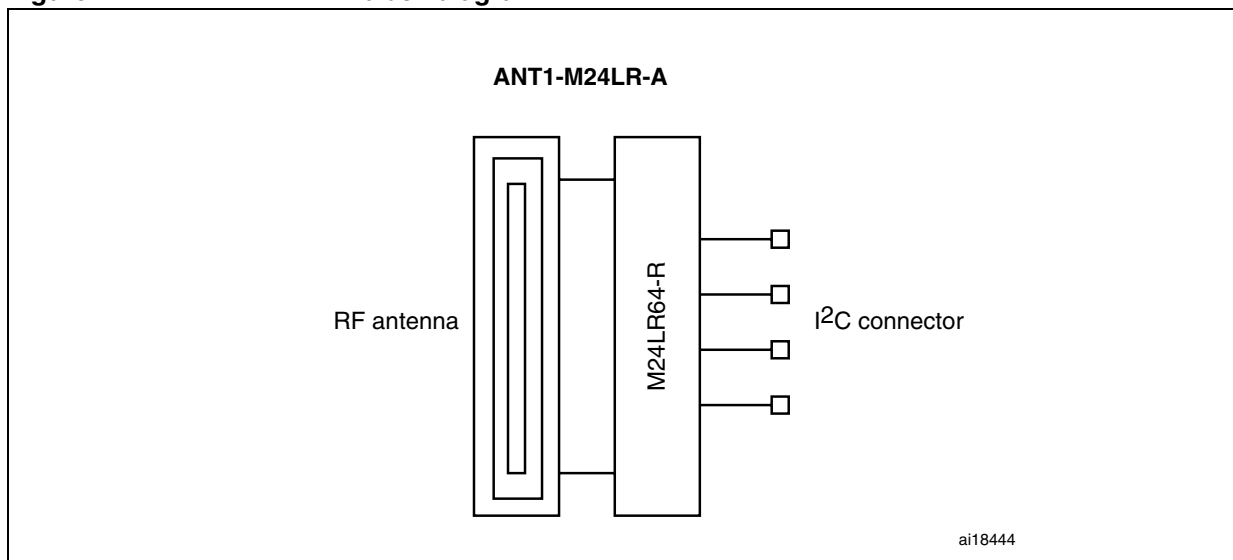 ANT1-M24LR-A
RF antenna
M24LR64-R
I2C connector
ai18444